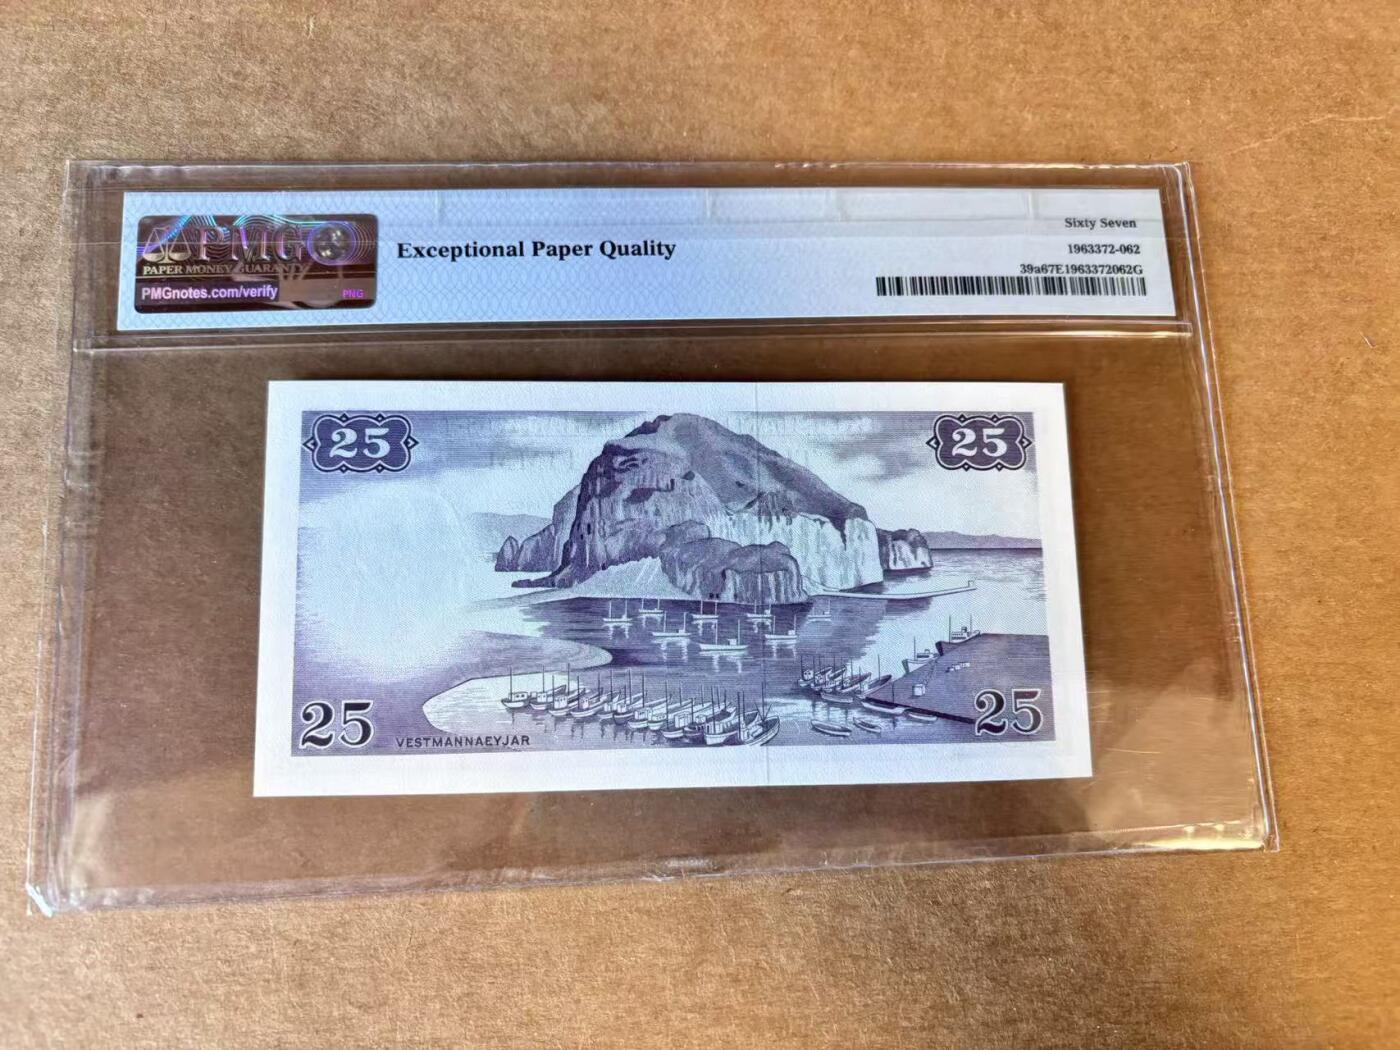 PMG
PAPER MONEY GUARANTY
PMGnotes.com/verify
PNG
Exceptional Paper Quality
Sixty Seven
1963372-062
39a67E1963372062G
25
25
25
VESTMANNAEYJAR
25